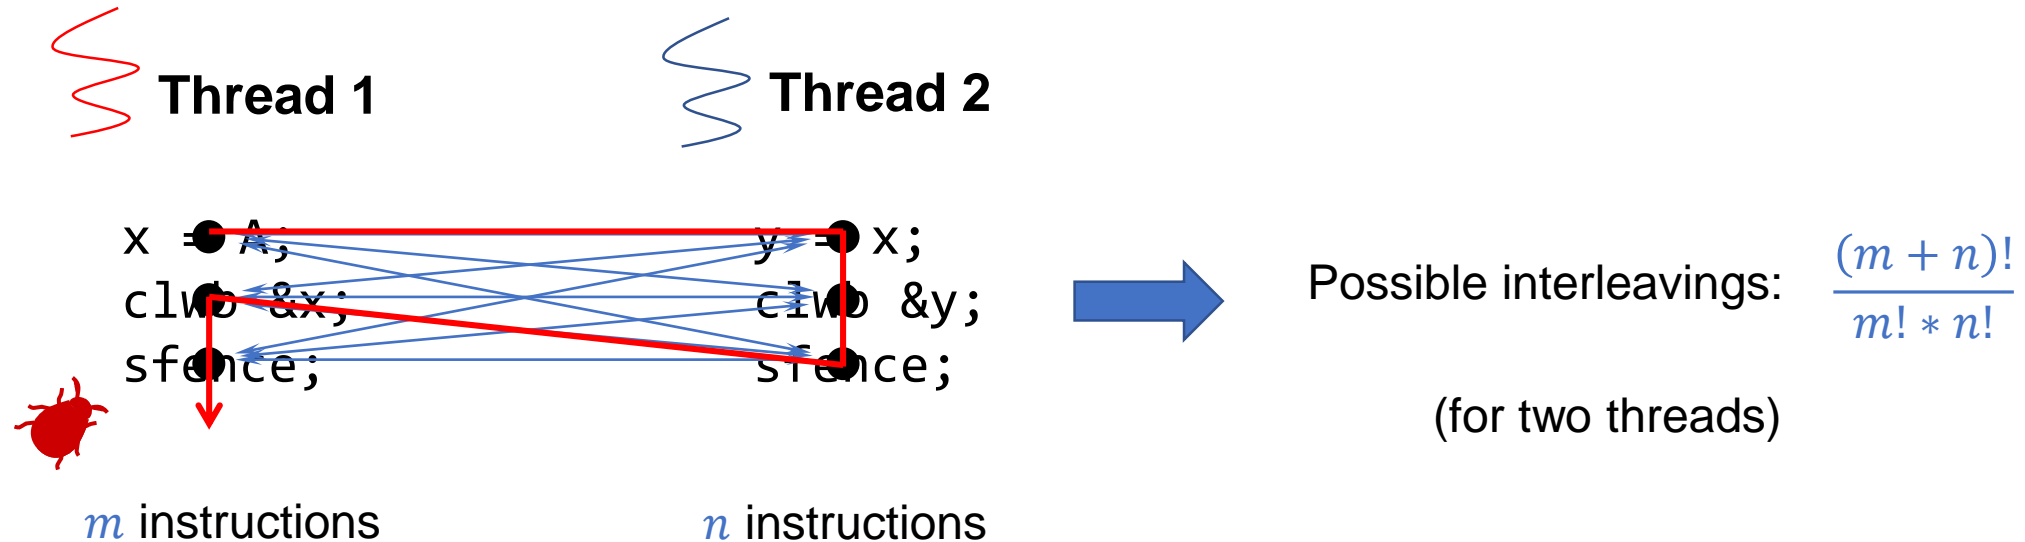 Thread 1
Thread 2
x = A;
clwb &x;
sfence;
y = x;
clwb &y;
sfence;
m instructions
n instructions
Possible interleavings:
(m + n)!
m! * n!
(for two threads)